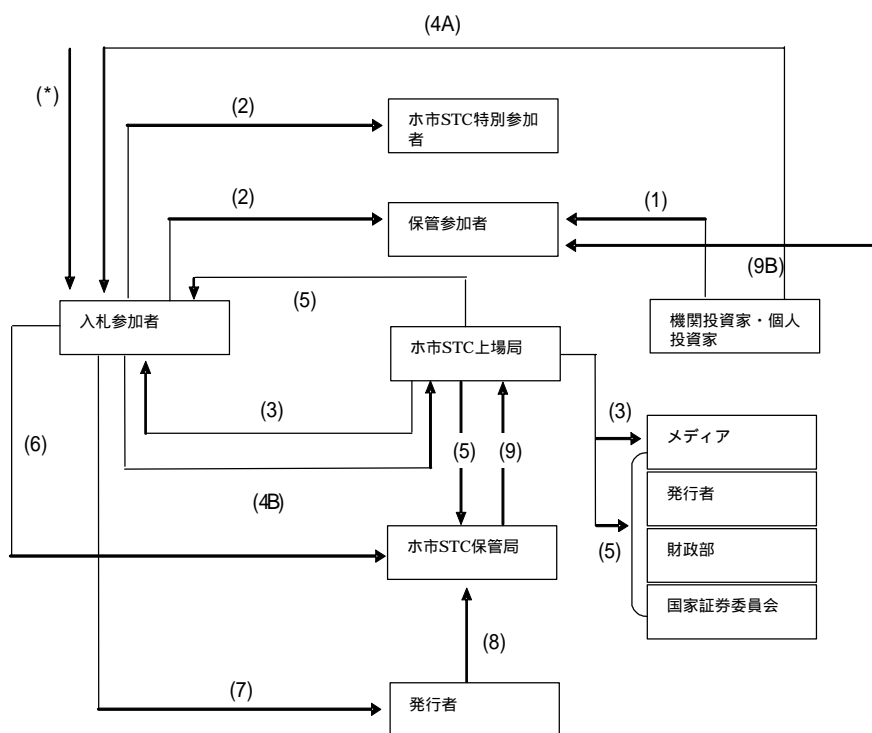 (4A)
(*)
(2)
ホ市STC特別参加
者
(2)
保管参加者
(1)
(9B)
(5)
入札参加者
機関投資家・個人
投資家
ホ市STC上場局
(3)
(3)
メディア
(6)
(5)
(9)
発行者
(4B)
(5)
ホ市STC保管局
財政部
国家証券委員会
(8)
(7)
発行者